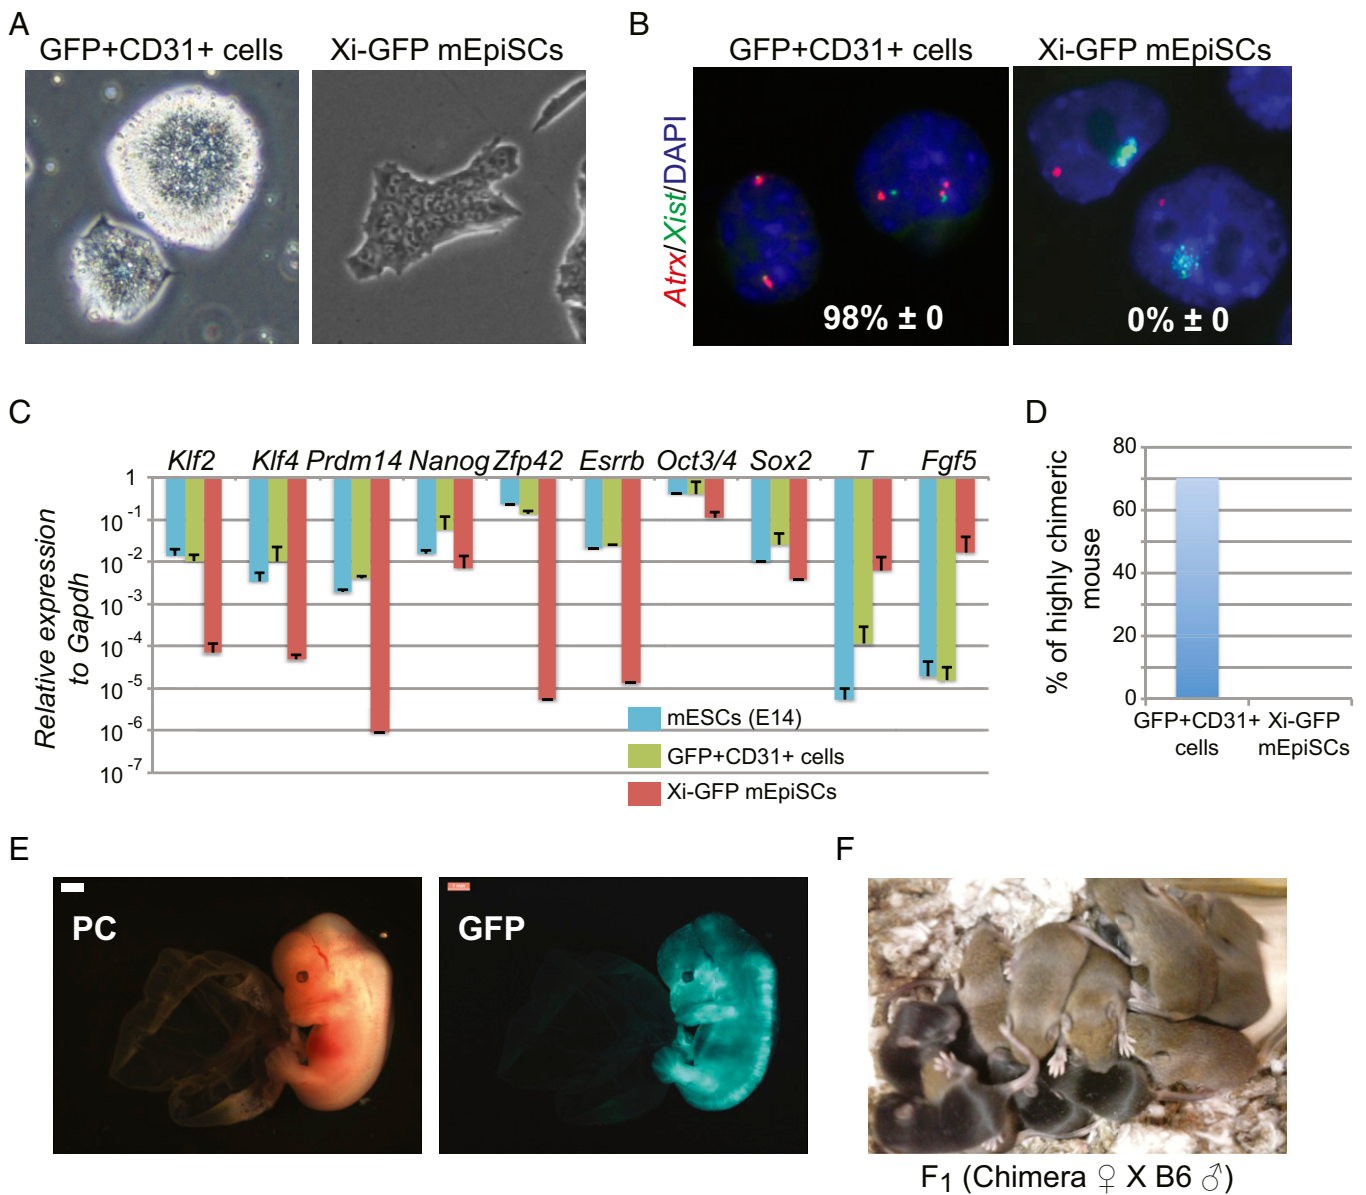 A
GFP+CD31+ cells
Xi-GFP mEpiSCs
B
GFP+CD31+ cells
Xi-GFP mEpiSCs
Atrx/Xist/DAPI
98% ± 0
0% ± 0
C
Klf2 Klf4 Prdm14 Nanog Zfp42 Esrrb Oct3/4 Sox2 T Fgf5
Relative expression
to Gapdh
1
10-1
10-2
10-3
10-4
10-5
10-6
10-7
mESCs (E14)
GFP+CD31+ cells
Xi-GFP mEpiSCs
D
% of highly chimeric
mouse
80
60
40
20
0
GFP+CD31+
cells
Xi-GFP
mEpiSCs
E
PC
GFP
F
F1 (Chimera ♀ X B6 ♂)